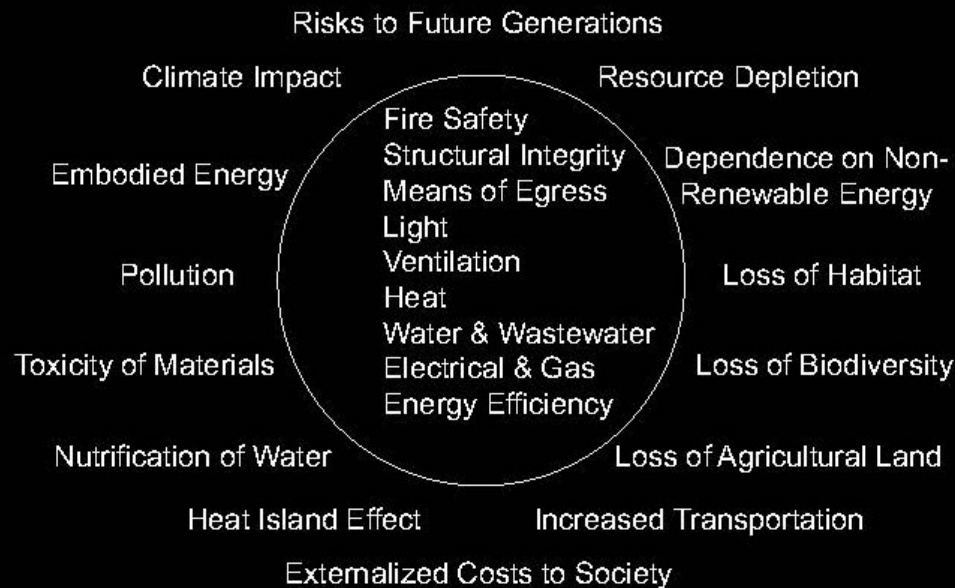 Risks to Future Generations
Climate Impact
Resource Depletion
Fire Safety
Structural Integrity
Means of Egress
Light
Ventilation
Heat
Water & Wastewater
Electrical & Gas
Energy Efficiency
Embodied Energy
Dependence on Non-
Renewable Energy
Pollution
Loss of Habitat
Toxicity of Materials
Loss of Biodiversity
Nutrification of Water
Loss of Agricultural Land
Heat Island Effect
Increased Transportation
Externalized Costs to Society